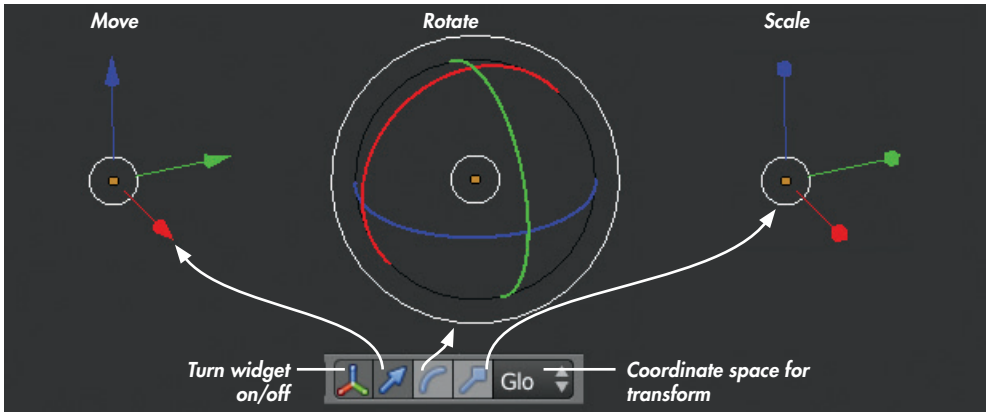 Move
Rotate
Scale
Turn widget
on/off
Glo
Coordinate space for
transform